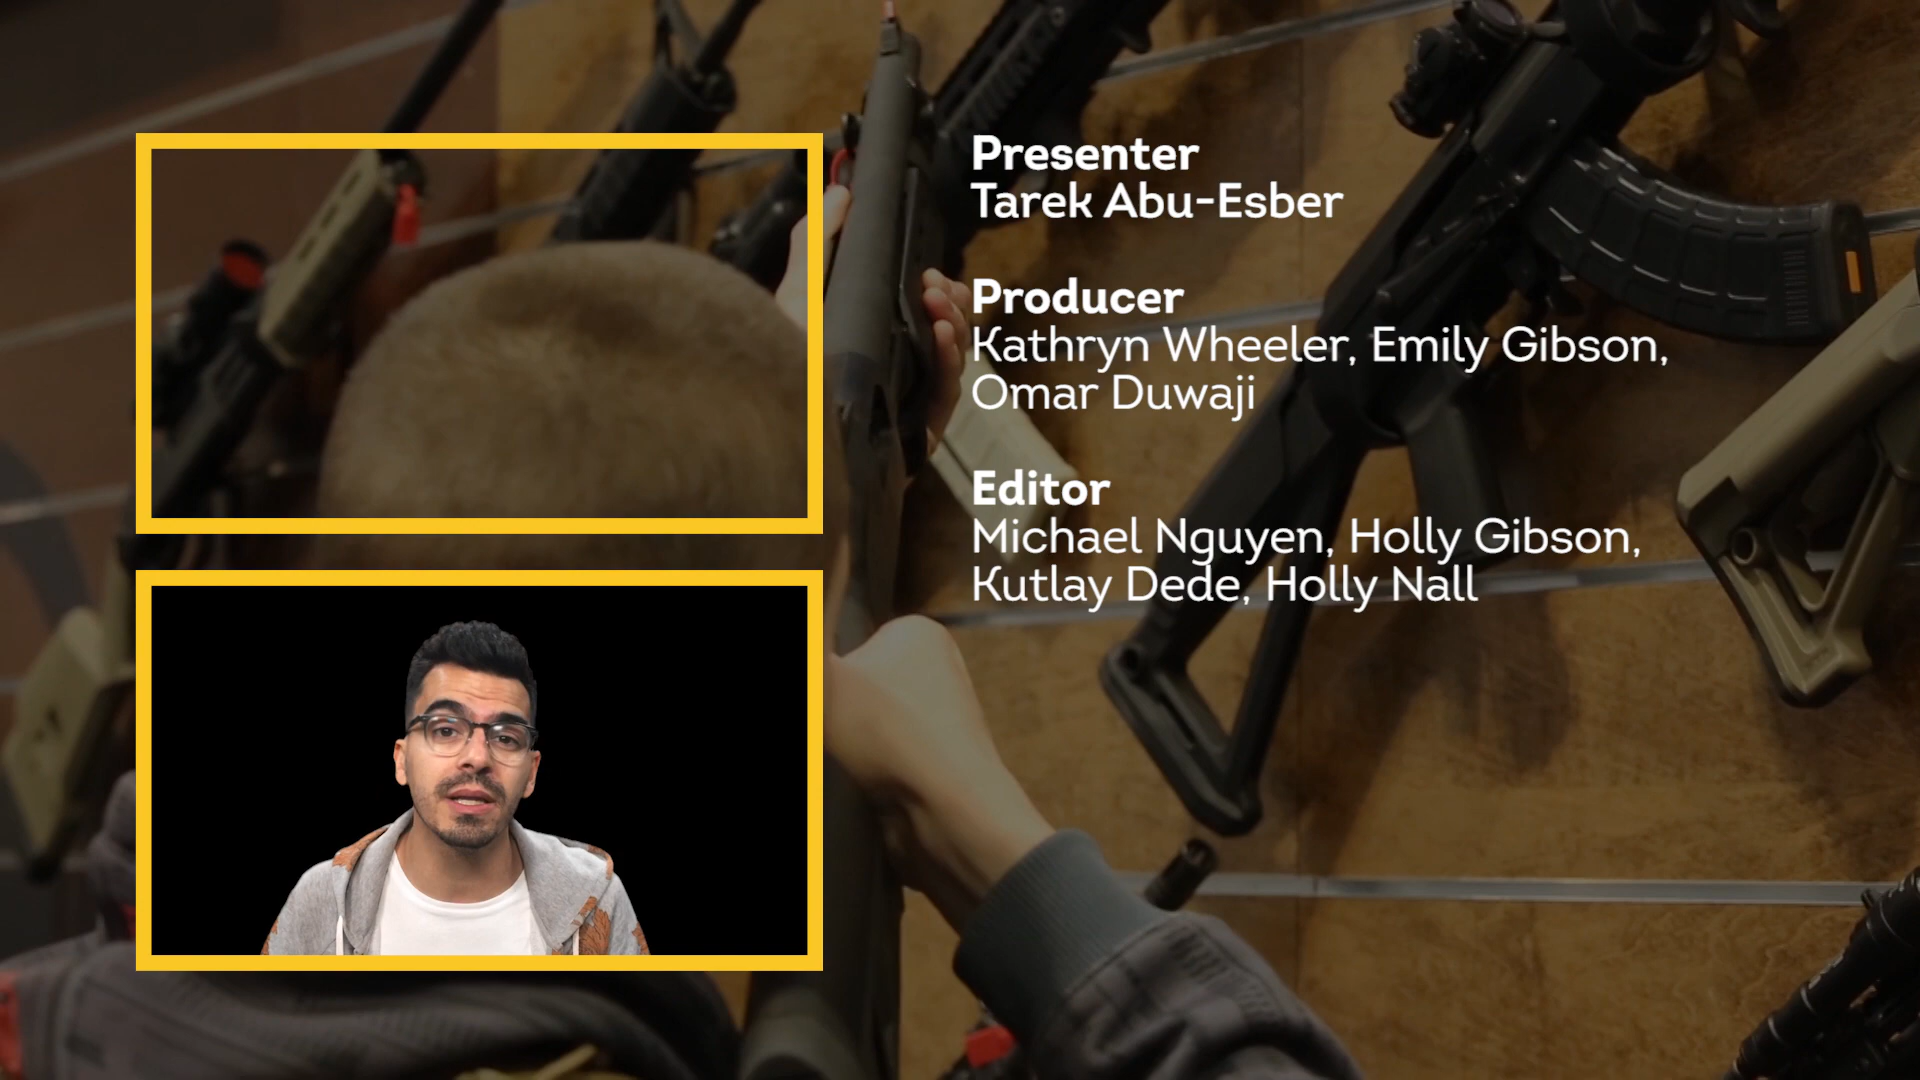 Presenter
Tarek Abu-Esber
Producer
Kathryn Wheeler, Emily Gibson,
Omar Duwaji
Editor
Michael Nguyen, Holly Gibson,
Kutlay Dede, Holly Nall